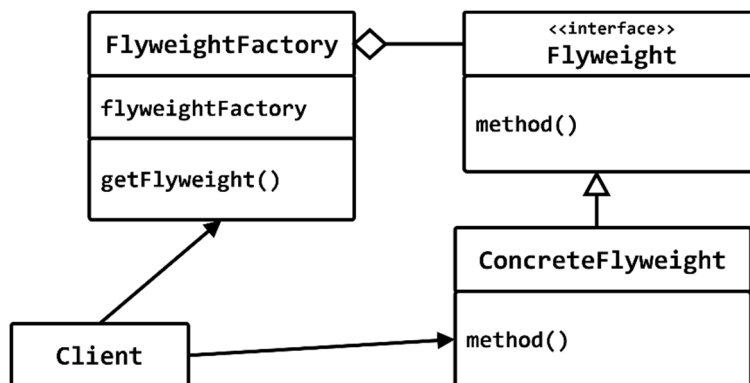 FlyweightFactory
flyweightFactory
getFlyweight()
<<interface>>
Flyweight
method()
ConcreteFlyweight
method()
Client